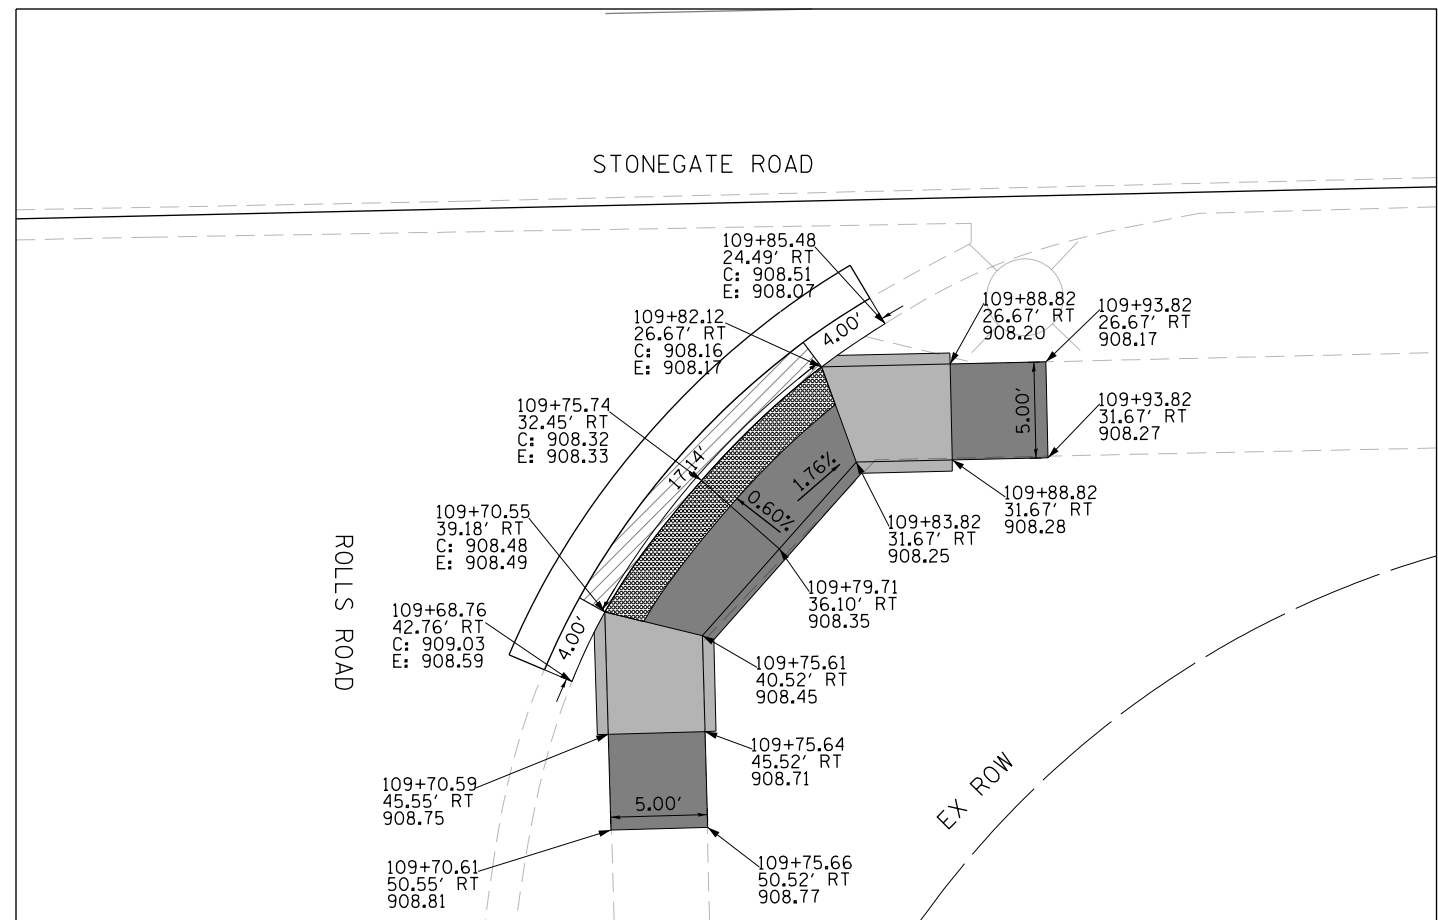 STONEGATE ROAD
109+85.48
24.49' RT
C: 908.51
E: 908.07
109+82.12
26.67' RT
C: 908.16
E: 908.17
4.00'
109+88.82
26.67' RT
908.20
109+93.82
26.67' RT
908.17
109+75.74
32.45' RT
C: 908.32
E: 908.33
5.00'
109+93.82
31.67' RT
908.27
17.14'
1.76%
0.60%
109+88.82
31.67' RT
908.28
109+70.55
39.18' RT
C: 908.48
E: 908.49
109+83.82
31.67' RT
908.25
ROLLS ROAD
109+79.71
36.10' RT
908.35
109+68.76
42.76' RT
C: 909.03
E: 908.59
4.00'
109+75.61
40.52' RT
908.45
109+75.64
45.52' RT
908.71
EX ROW
109+70.59
45.55' RT
908.75
5.00'
109+70.61
50.55' RT
908.81
109+75.66
50.52' RT
908.77